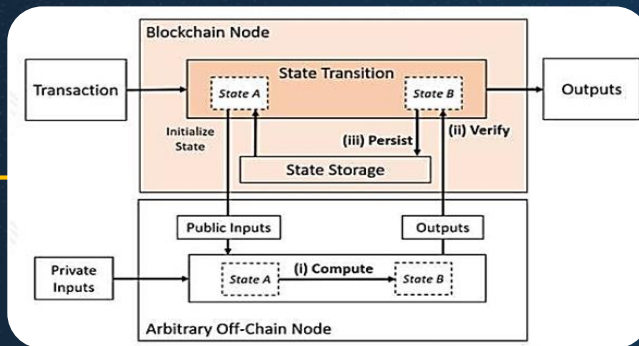 Blockchain Node
Transaction
State Transition
State A
State B
Outputs
Initialize
State
(iii) Persist
(ii) Verify
State Storage
Public Inputs
Outputs
Private
Inputs
(i) Compute
State A
State B
Arbitrary Off-Chain Node